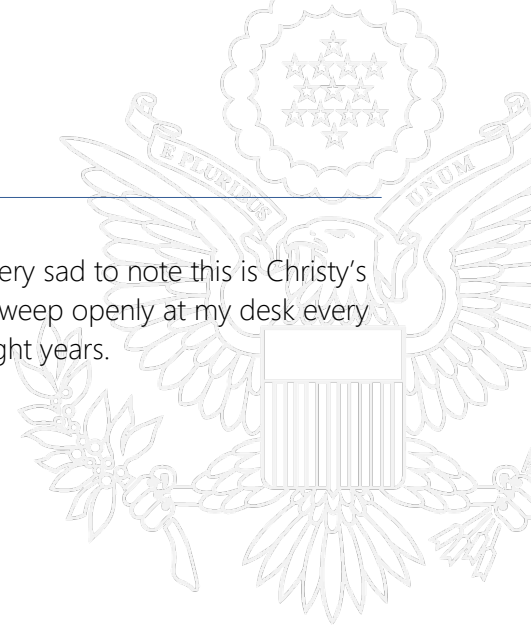 E PLURIBUS
UNUM
ery sad to note this is Christy's
weep openly at my desk every
ght years.